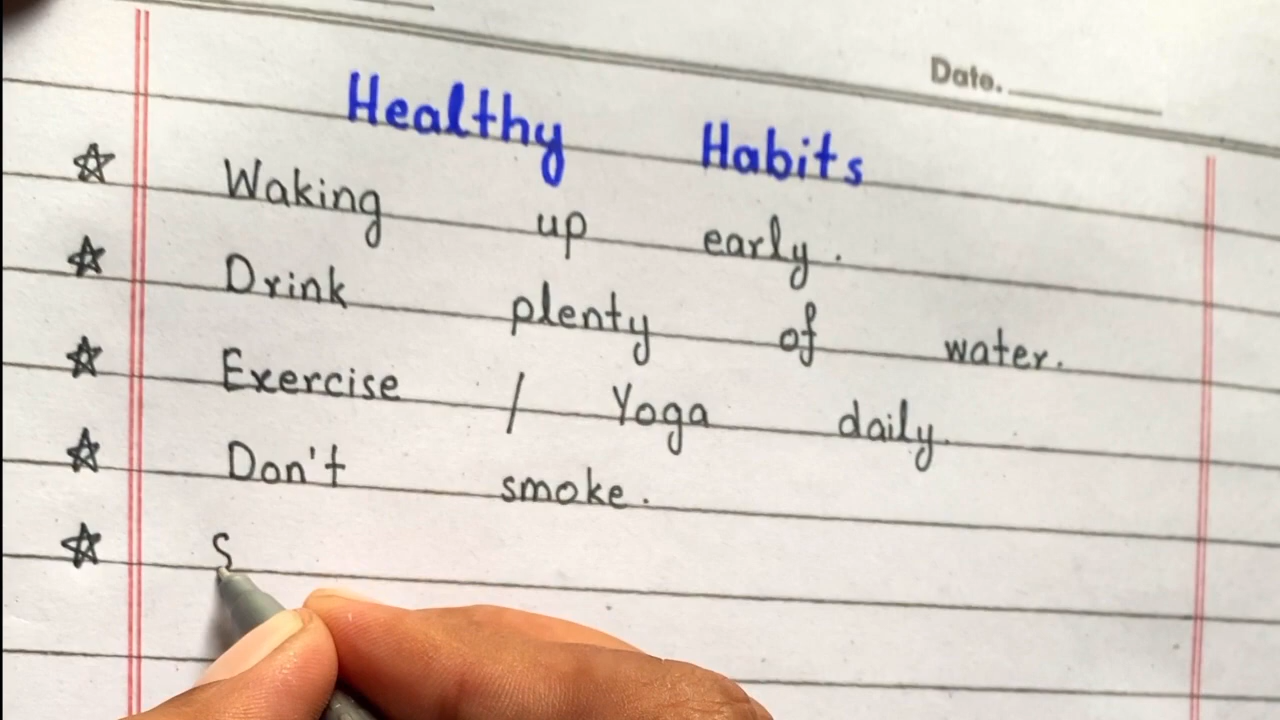 Date.
Healthy Habits
☆ Waking up early.
☆ Drink plenty of water.
☆ Exercise / Yoga daily.
☆ Don't smoke.
☆ S